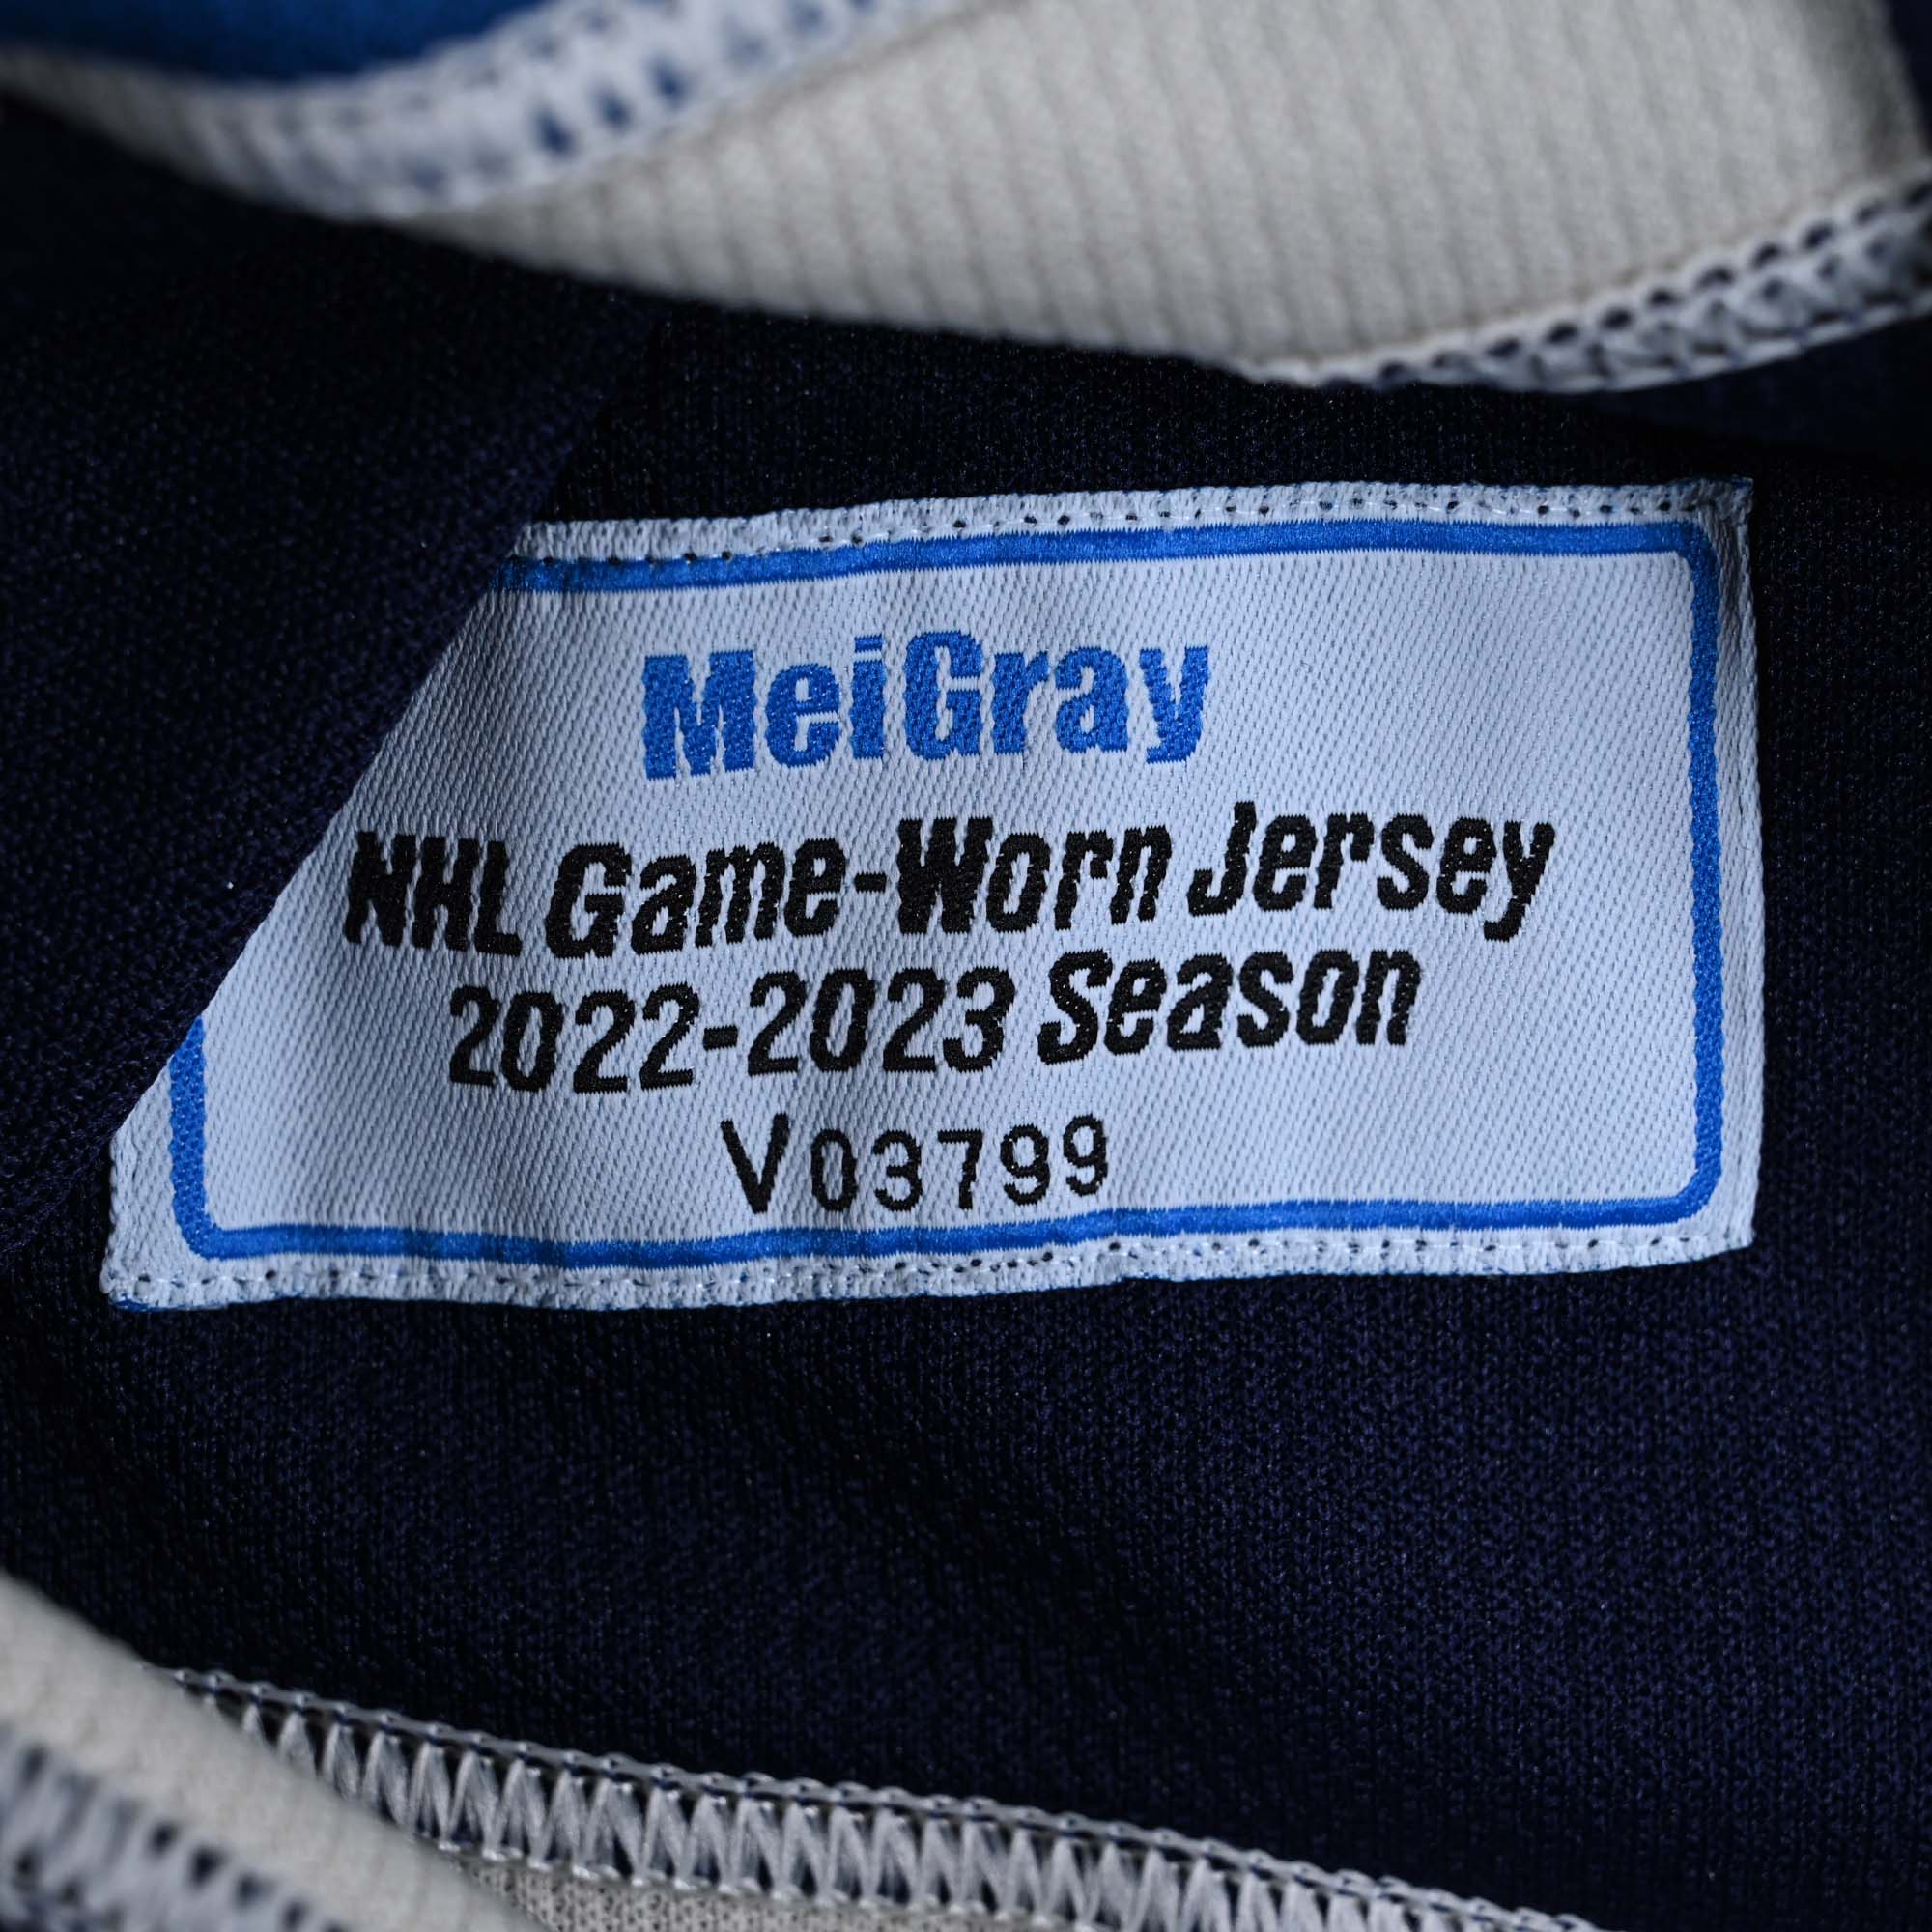 MeiGray
NHL Game-Worn Jersey
2022-2023 Season
V03799